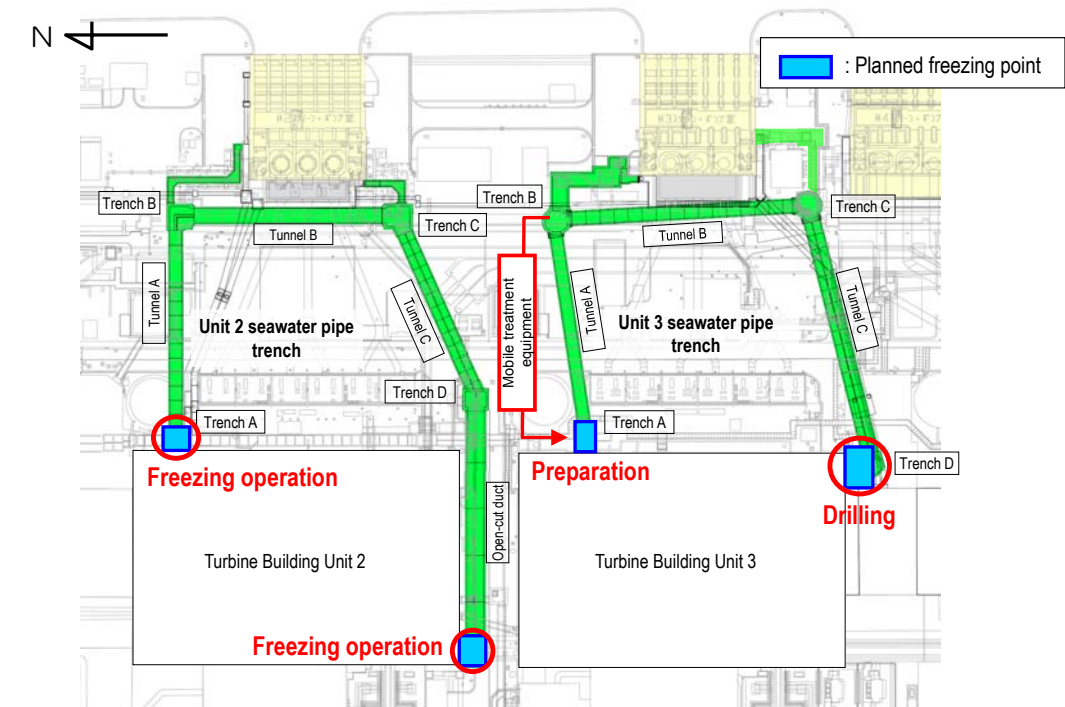 N
: Planned freezing point
Trench B
Tunnel B
Trench C
Tunnel A
Unit 2 seawater pipe
trench
Tunnel C
Trench D
Trench A
Freezing operation
Turbine Building Unit 2
Open-cut duct
Freezing operation
Trench B
Tunnel B
Trench C
Mobile treatment
equipment
Tunnel A
Unit 3 seawater pipe
trench
Tunnel C
Trench A
Preparation
Trench D
Drilling
Turbine Building Unit 3